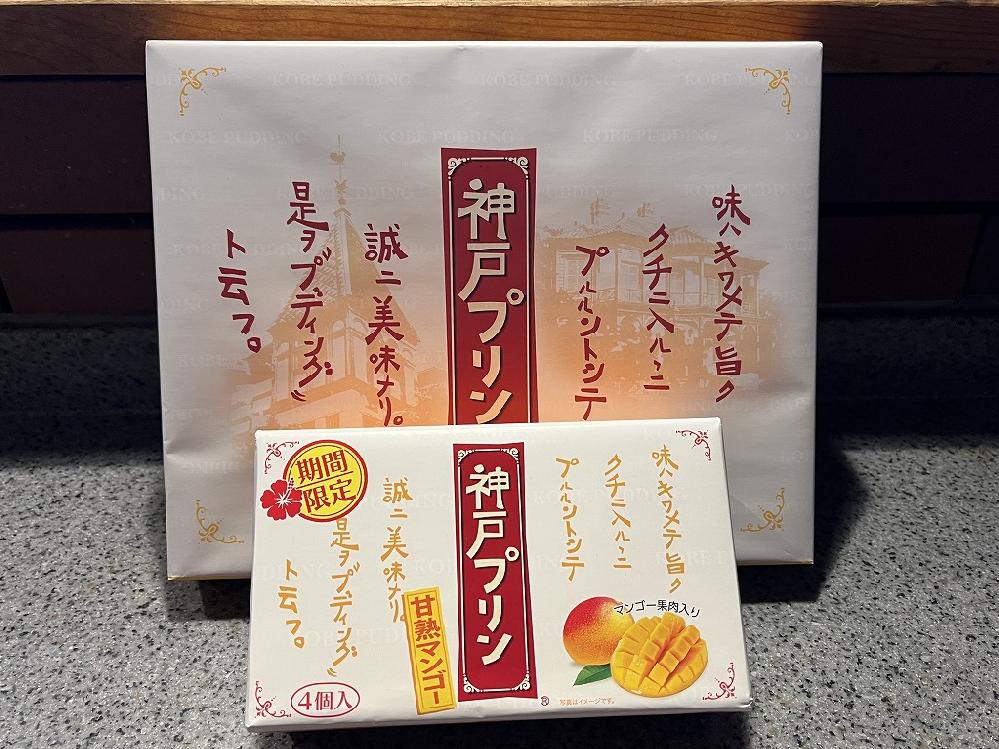 KOBE PUDDING
味ハキワメテ旨ク
クチニ入ルヽニ
プルルントシテ
神戸プリン
誠ニ美味ナリ。
是ヲプディング〟
ト云フ。
味ハキワメテ旨ク
クチニ入ルヽニ
プルルントシテ
神戸プリン
誠ニ美味ナリ。
是ヲプディング〟
ト云フ。
期間
限定
甘熟マンゴー
マンゴー果肉入り
4個入
®
写真はイメージです。